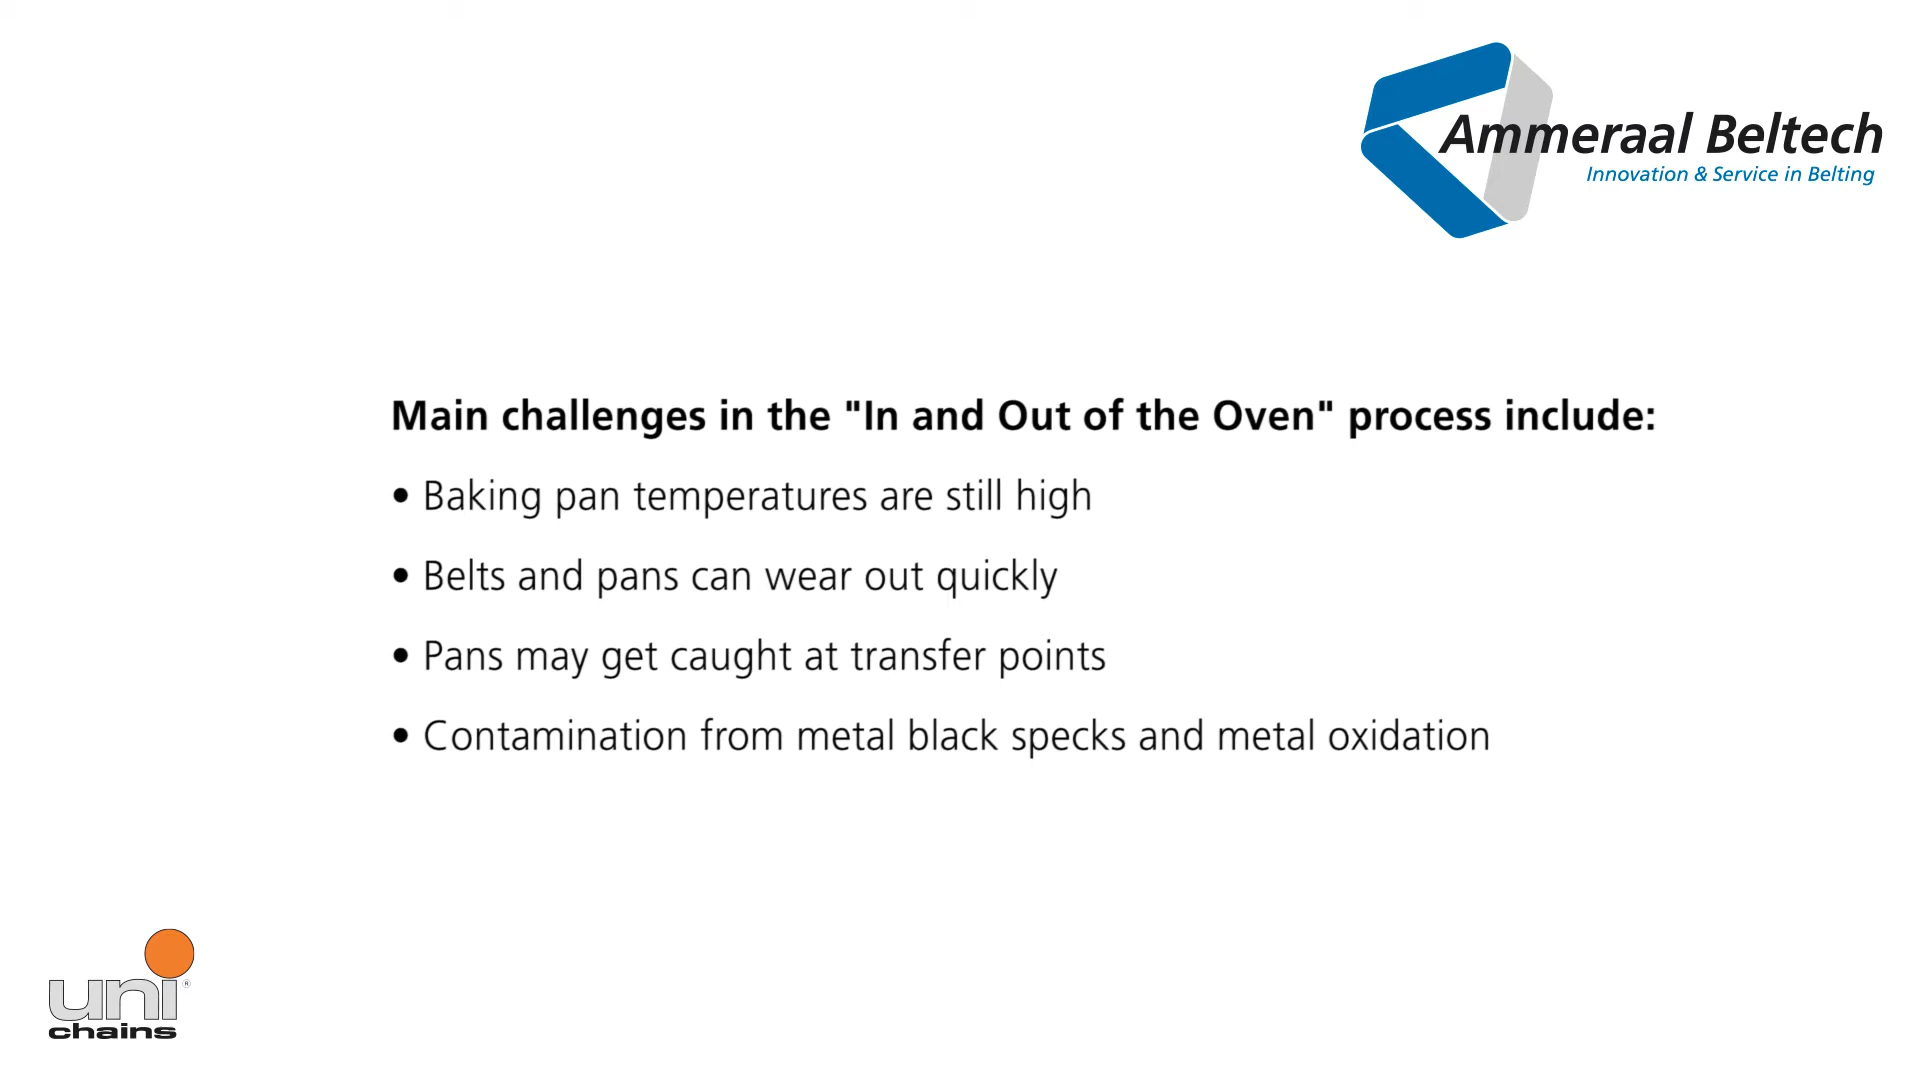 Ammeraal Beltech
Innovation & Service in Belting
Main challenges in the "In and Out of the Oven" process include:
• Baking pan temperatures are still high
• Belts and pans can wear out quickly
• Pans may get caught at transfer points
• Contamination from metal black specks and metal oxidation
uni®
chains